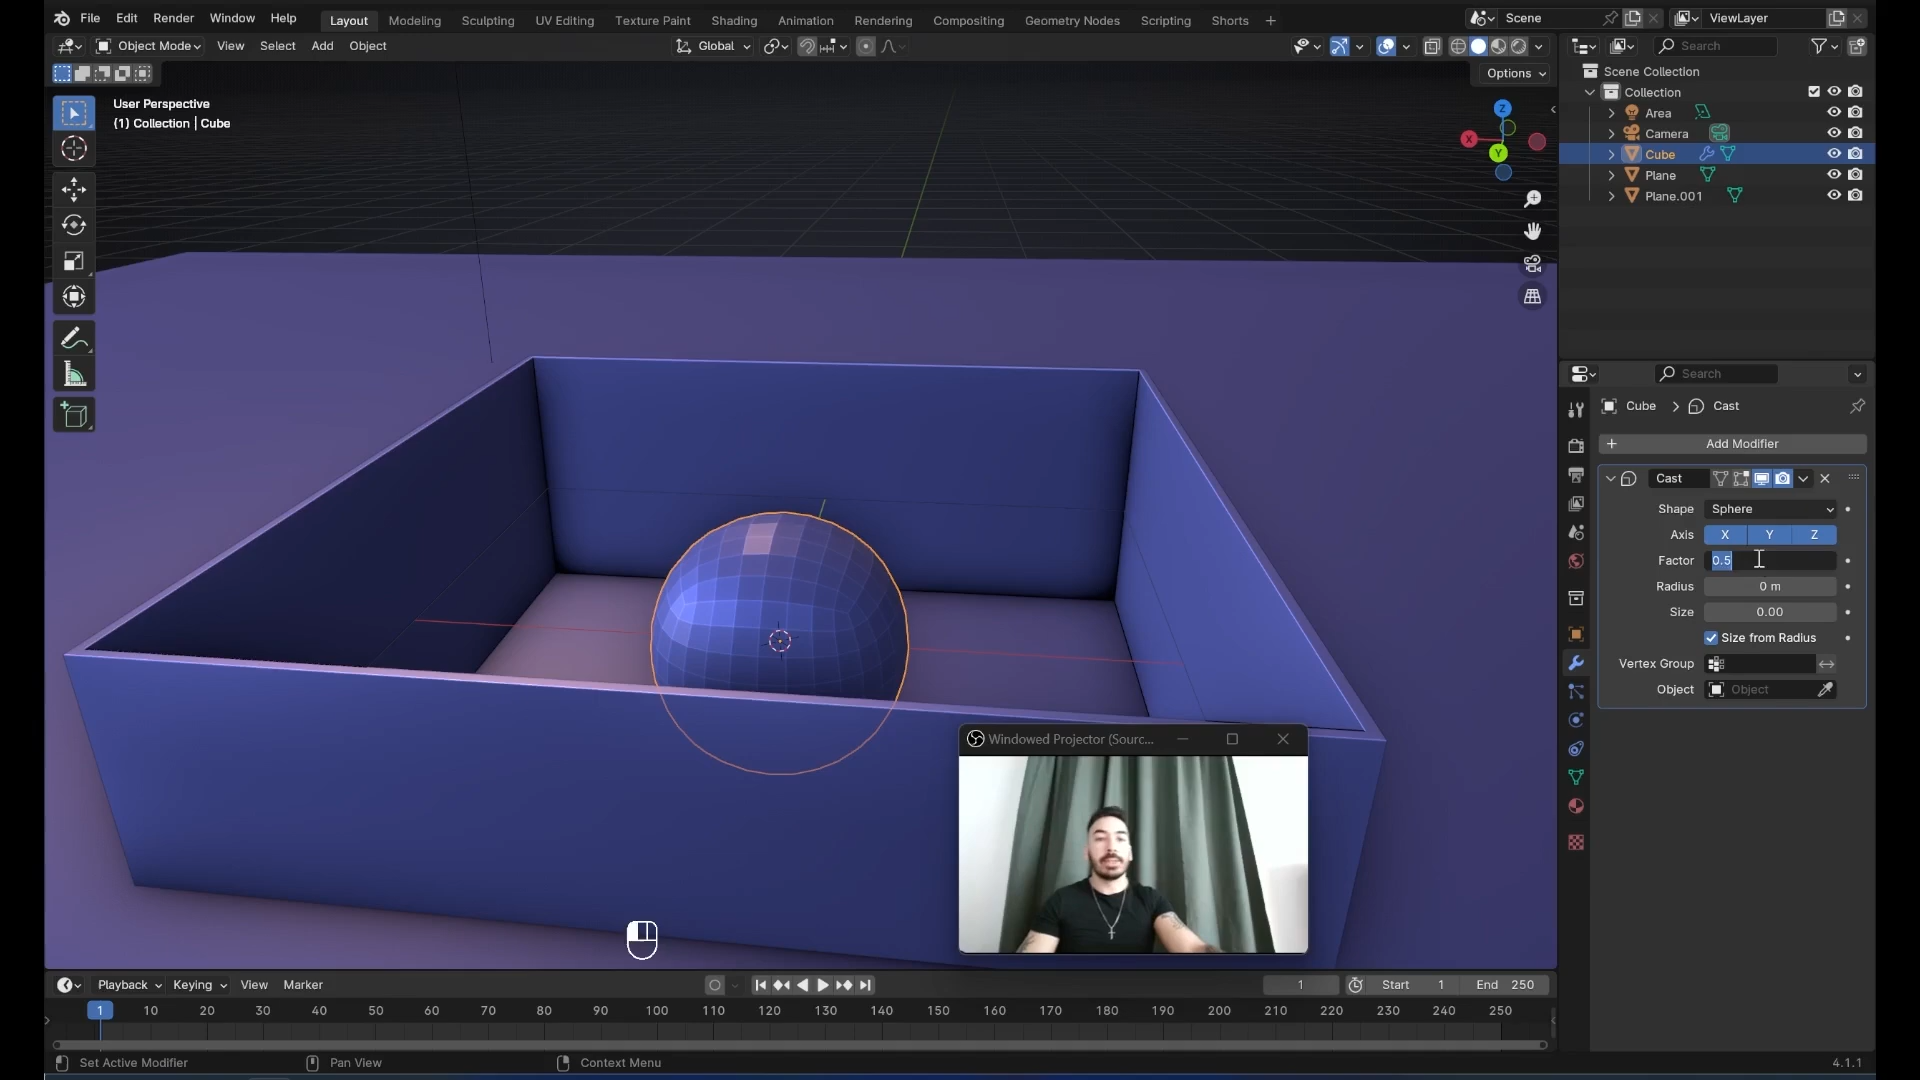 File Edit Render Window Help Layout Modeling Sculpting UV Editing Texture Paint Shading Animation Rendering Compositing Geometry Nodes Scripting Shorts + Scene ViewLayer
Object Mode View Select Add Object Global Search
Options
Scene Collection
Collection
Area
Camera
Cube
Plane
Plane.001
User Perspective
(1) Collection | Cube
Z
X
Y
Search
Cube > Cast
+ Add Modifier
Cast
Shape Sphere
Axis X Y Z
Factor 0.5
Radius 0 m
Size 0.00
Size from Radius
Vertex Group
Object Object
Windowed Projector (Sourc...
Playback Keying View Marker 1 Start 1 End 250
1 10 20 30 40 50 60 70 80 90 100 110 120 130 140 150 160 170 180 190 200 210 220 230 240 250
Set Active Modifier Pan View Context Menu 4.1.1